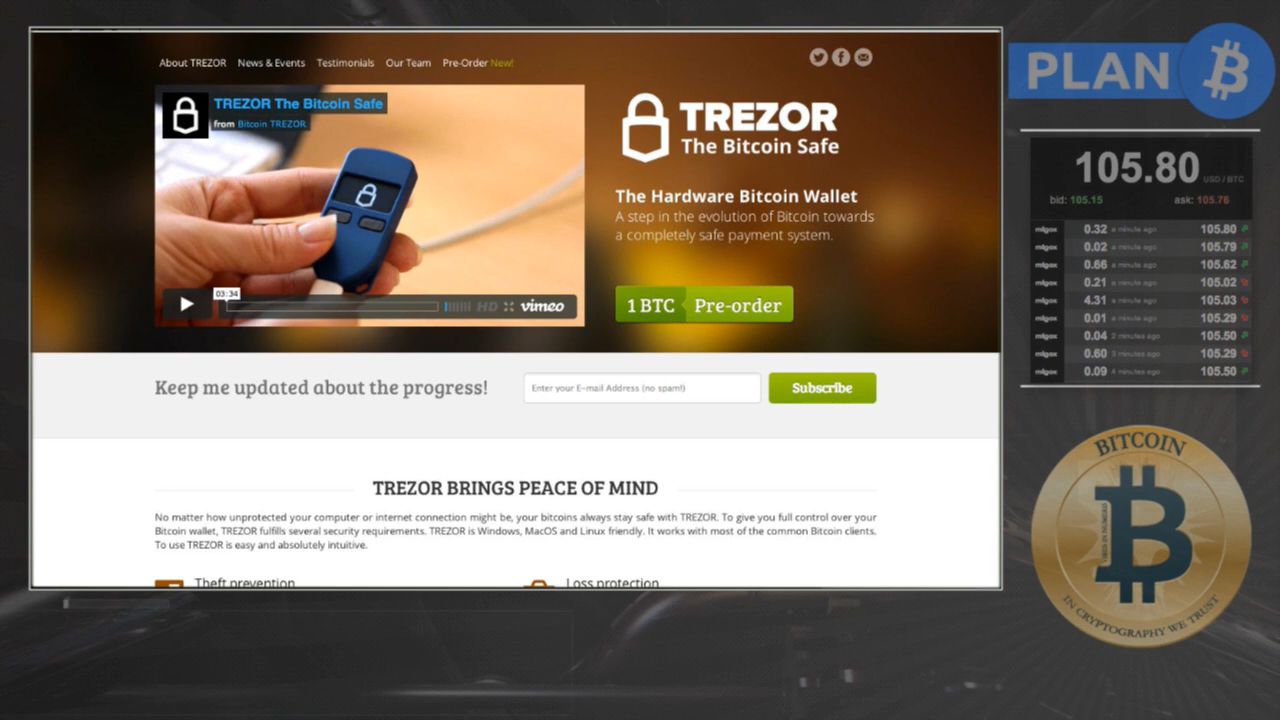 About TREZOR News & Events Testimonials Our Team Pre-Order New!
TREZOR The Bitcoin Safe
from Bitcoin TREZOR
03:34
HD vimeo
TREZOR
The Bitcoin Safe
The Hardware Bitcoin Wallet
A step in the evolution of Bitcoin towards
a completely safe payment system.
1 BTC Pre-order
Keep me updated about the progress!
Enter your E-mail Address (no spam!)
Subscribe
TREZOR BRINGS PEACE OF MIND
No matter how unprotected your computer or internet connection might be, your bitcoins always stay safe with TREZOR. To give you full control over your
Bitcoin wallet, TREZOR fulfills several security requirements. TREZOR is Windows, MacOS and Linux friendly. It works with most of the common Bitcoin clients.
To use TREZOR is easy and absolutely intuitive.
Theft prevention
Loss protection
PLAN B
105.80 USD / BTC
bid: 105.15 ask: 105.76
mtgox 0.32 a minute ago 105.80
mtgox 0.02 a minute ago 105.79
mtgox 0.66 a minute ago 105.62
mtgox 0.21 a minute ago 105.02
mtgox 4.31 a minute ago 105.03
mtgox 0.01 a minute ago 105.29
mtgox 0.04 2 minutes ago 105.50
mtgox 0.60 3 minutes ago 105.29
mtgox 0.09 4 minutes ago 105.50
BITCOIN
B
IN CRYPTOGRAPHY WE TRUST